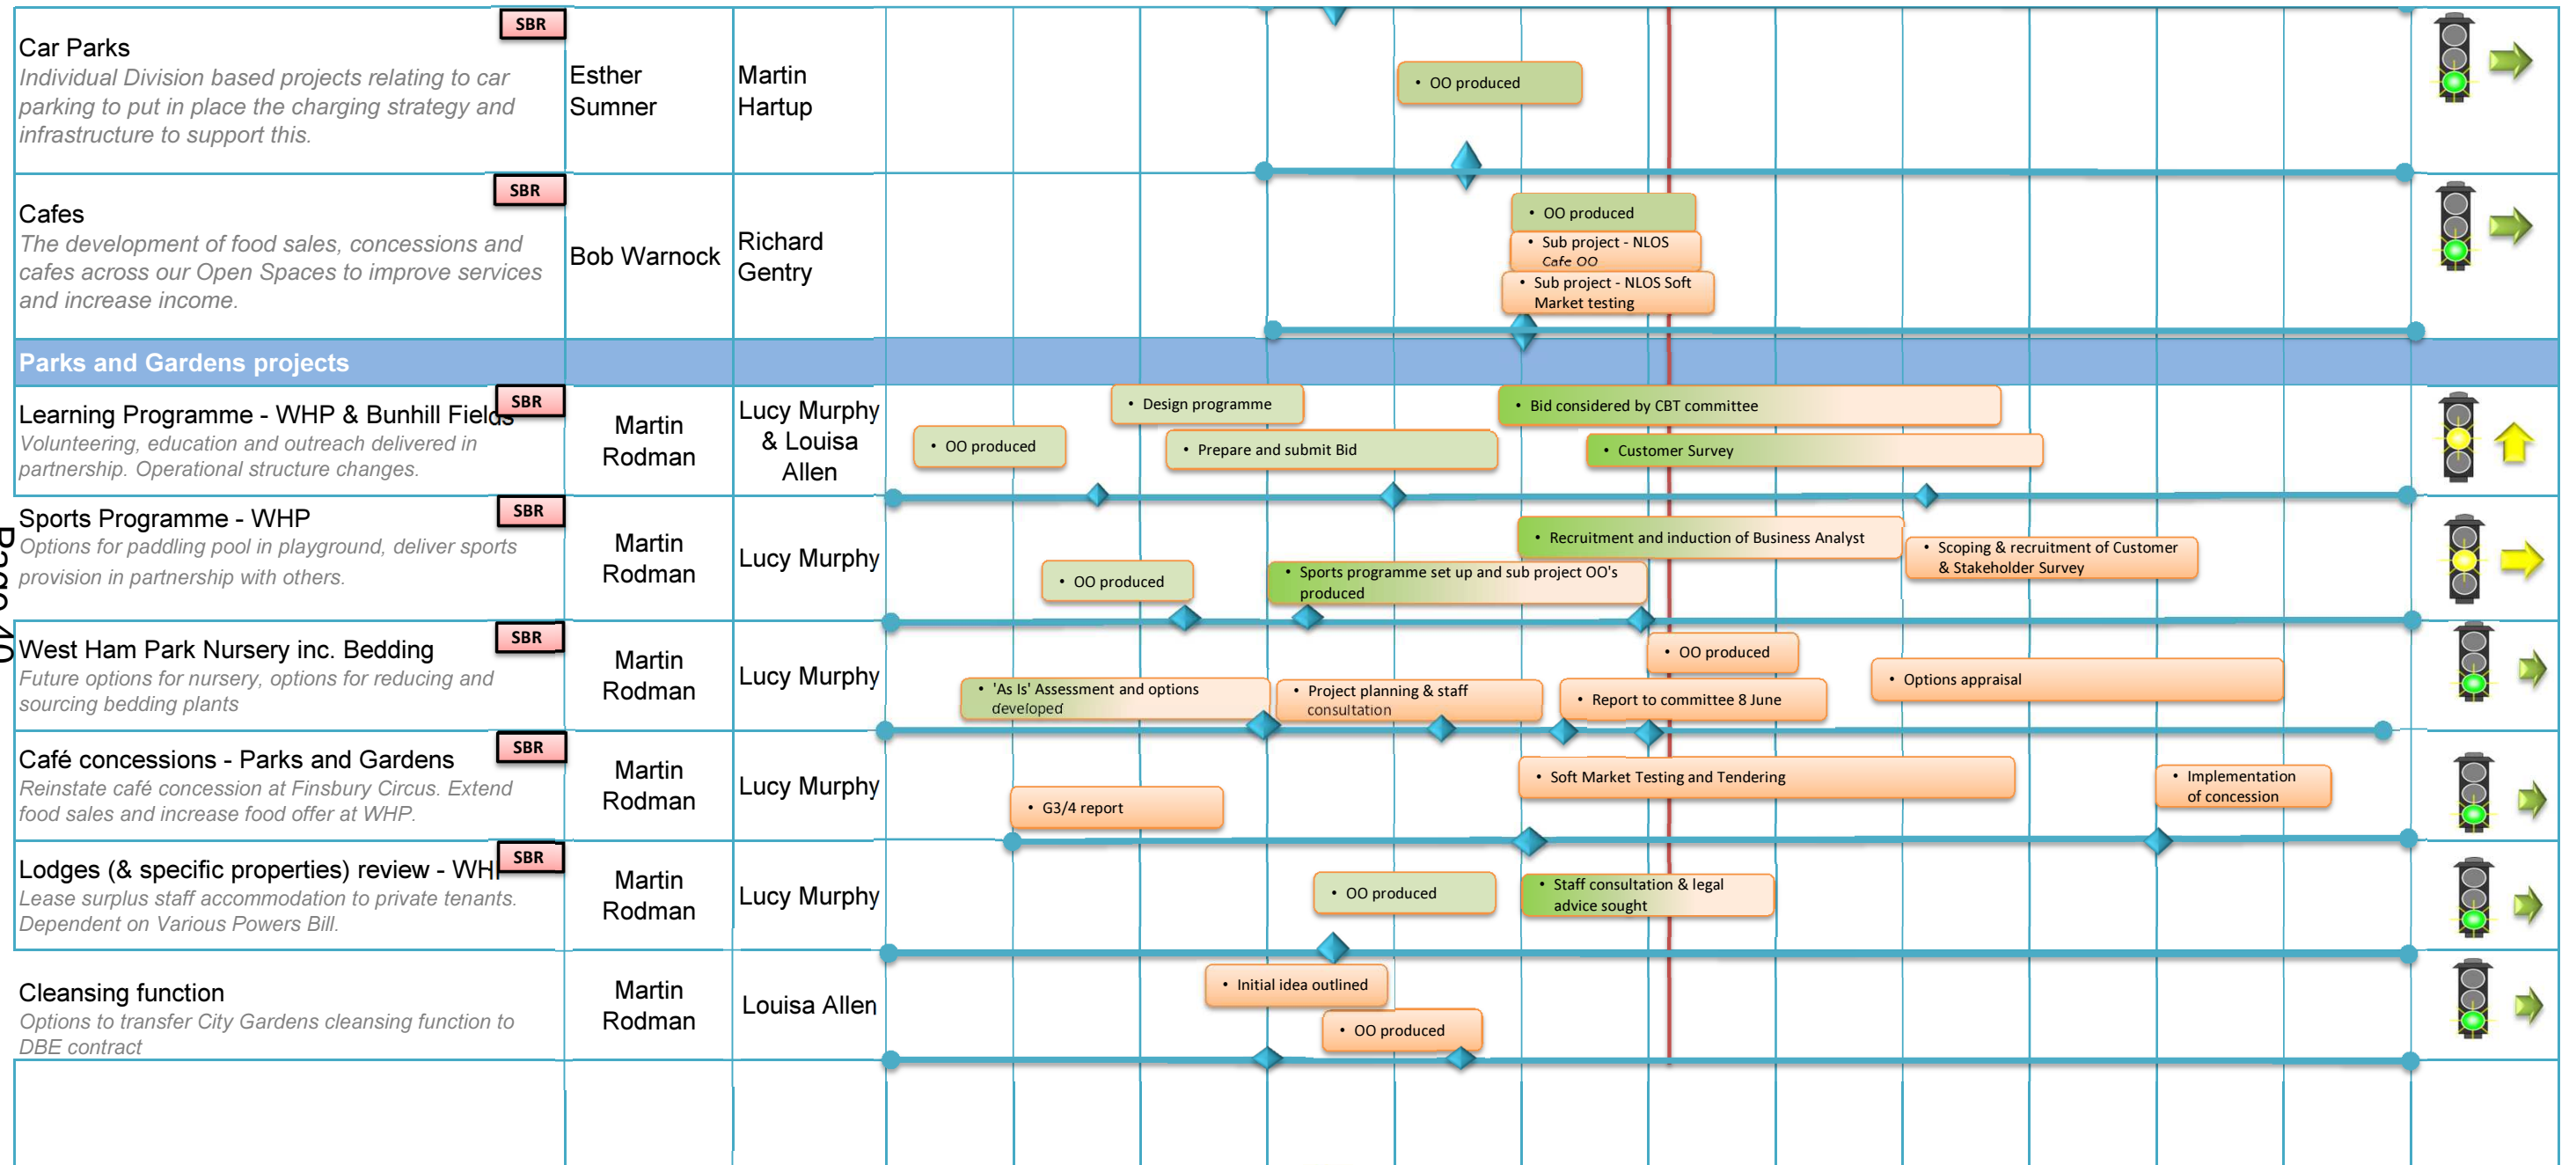 SBR
Car Parks
Individual Division based projects relating to car
parking to put in place the charging strategy and
infrastructure to support this.
Esther
Sumner
Martin
Hartup
• OO produced
SBR
Cafes
The development of food sales, concessions and
cafes across our Open Spaces to improve services
and increase income.
Bob Warnock
Richard
Gentry
• OO produced
• Sub project - NLOS
Cafe OO
• Sub project - NLOS Soft
Market testing
Parks and Gardens projects
SBR
Learning Programme - WHP & Bunhill Fields
Volunteering, education and outreach delivered in
partnership. Operational structure changes.
Martin
Rodman
Lucy Murphy
& Louisa
Allen
• OO produced
• Design programme
• Prepare and submit Bid
• Bid considered by CBT committee
• Customer Survey
SBR
Sports Programme - WHP
Options for paddling pool in playground, deliver sports
provision in partnership with others.
Martin
Rodman
Lucy Murphy
• OO produced
• Sports programme set up and sub project OO's
produced
• Recruitment and induction of Business Analyst
• Scoping & recruitment of Customer
& Stakeholder Survey
SBR
West Ham Park Nursery inc. Bedding
Future options for nursery, options for reducing and
sourcing bedding plants
Martin
Rodman
Lucy Murphy
• 'As Is' Assessment and options
developed
• Project planning & staff
consultation
• OO produced
• Report to committee 8 June
• Options appraisal
SBR
Café concessions - Parks and Gardens
Reinstate café concession at Finsbury Circus. Extend
food sales and increase food offer at WHP.
Martin
Rodman
Lucy Murphy
• G3/4 report
• Soft Market Testing and Tendering
• Implementation
of concession
SBR
Lodges (& specific properties) review - WH
Lease surplus staff accommodation to private tenants.
Dependent on Various Powers Bill.
Martin
Rodman
Lucy Murphy
• OO produced
• Staff consultation & legal
advice sought
Cleansing function
Options to transfer City Gardens cleansing function to
DBE contract
Martin
Rodman
Louisa Allen
• Initial idea outlined
• OO produced